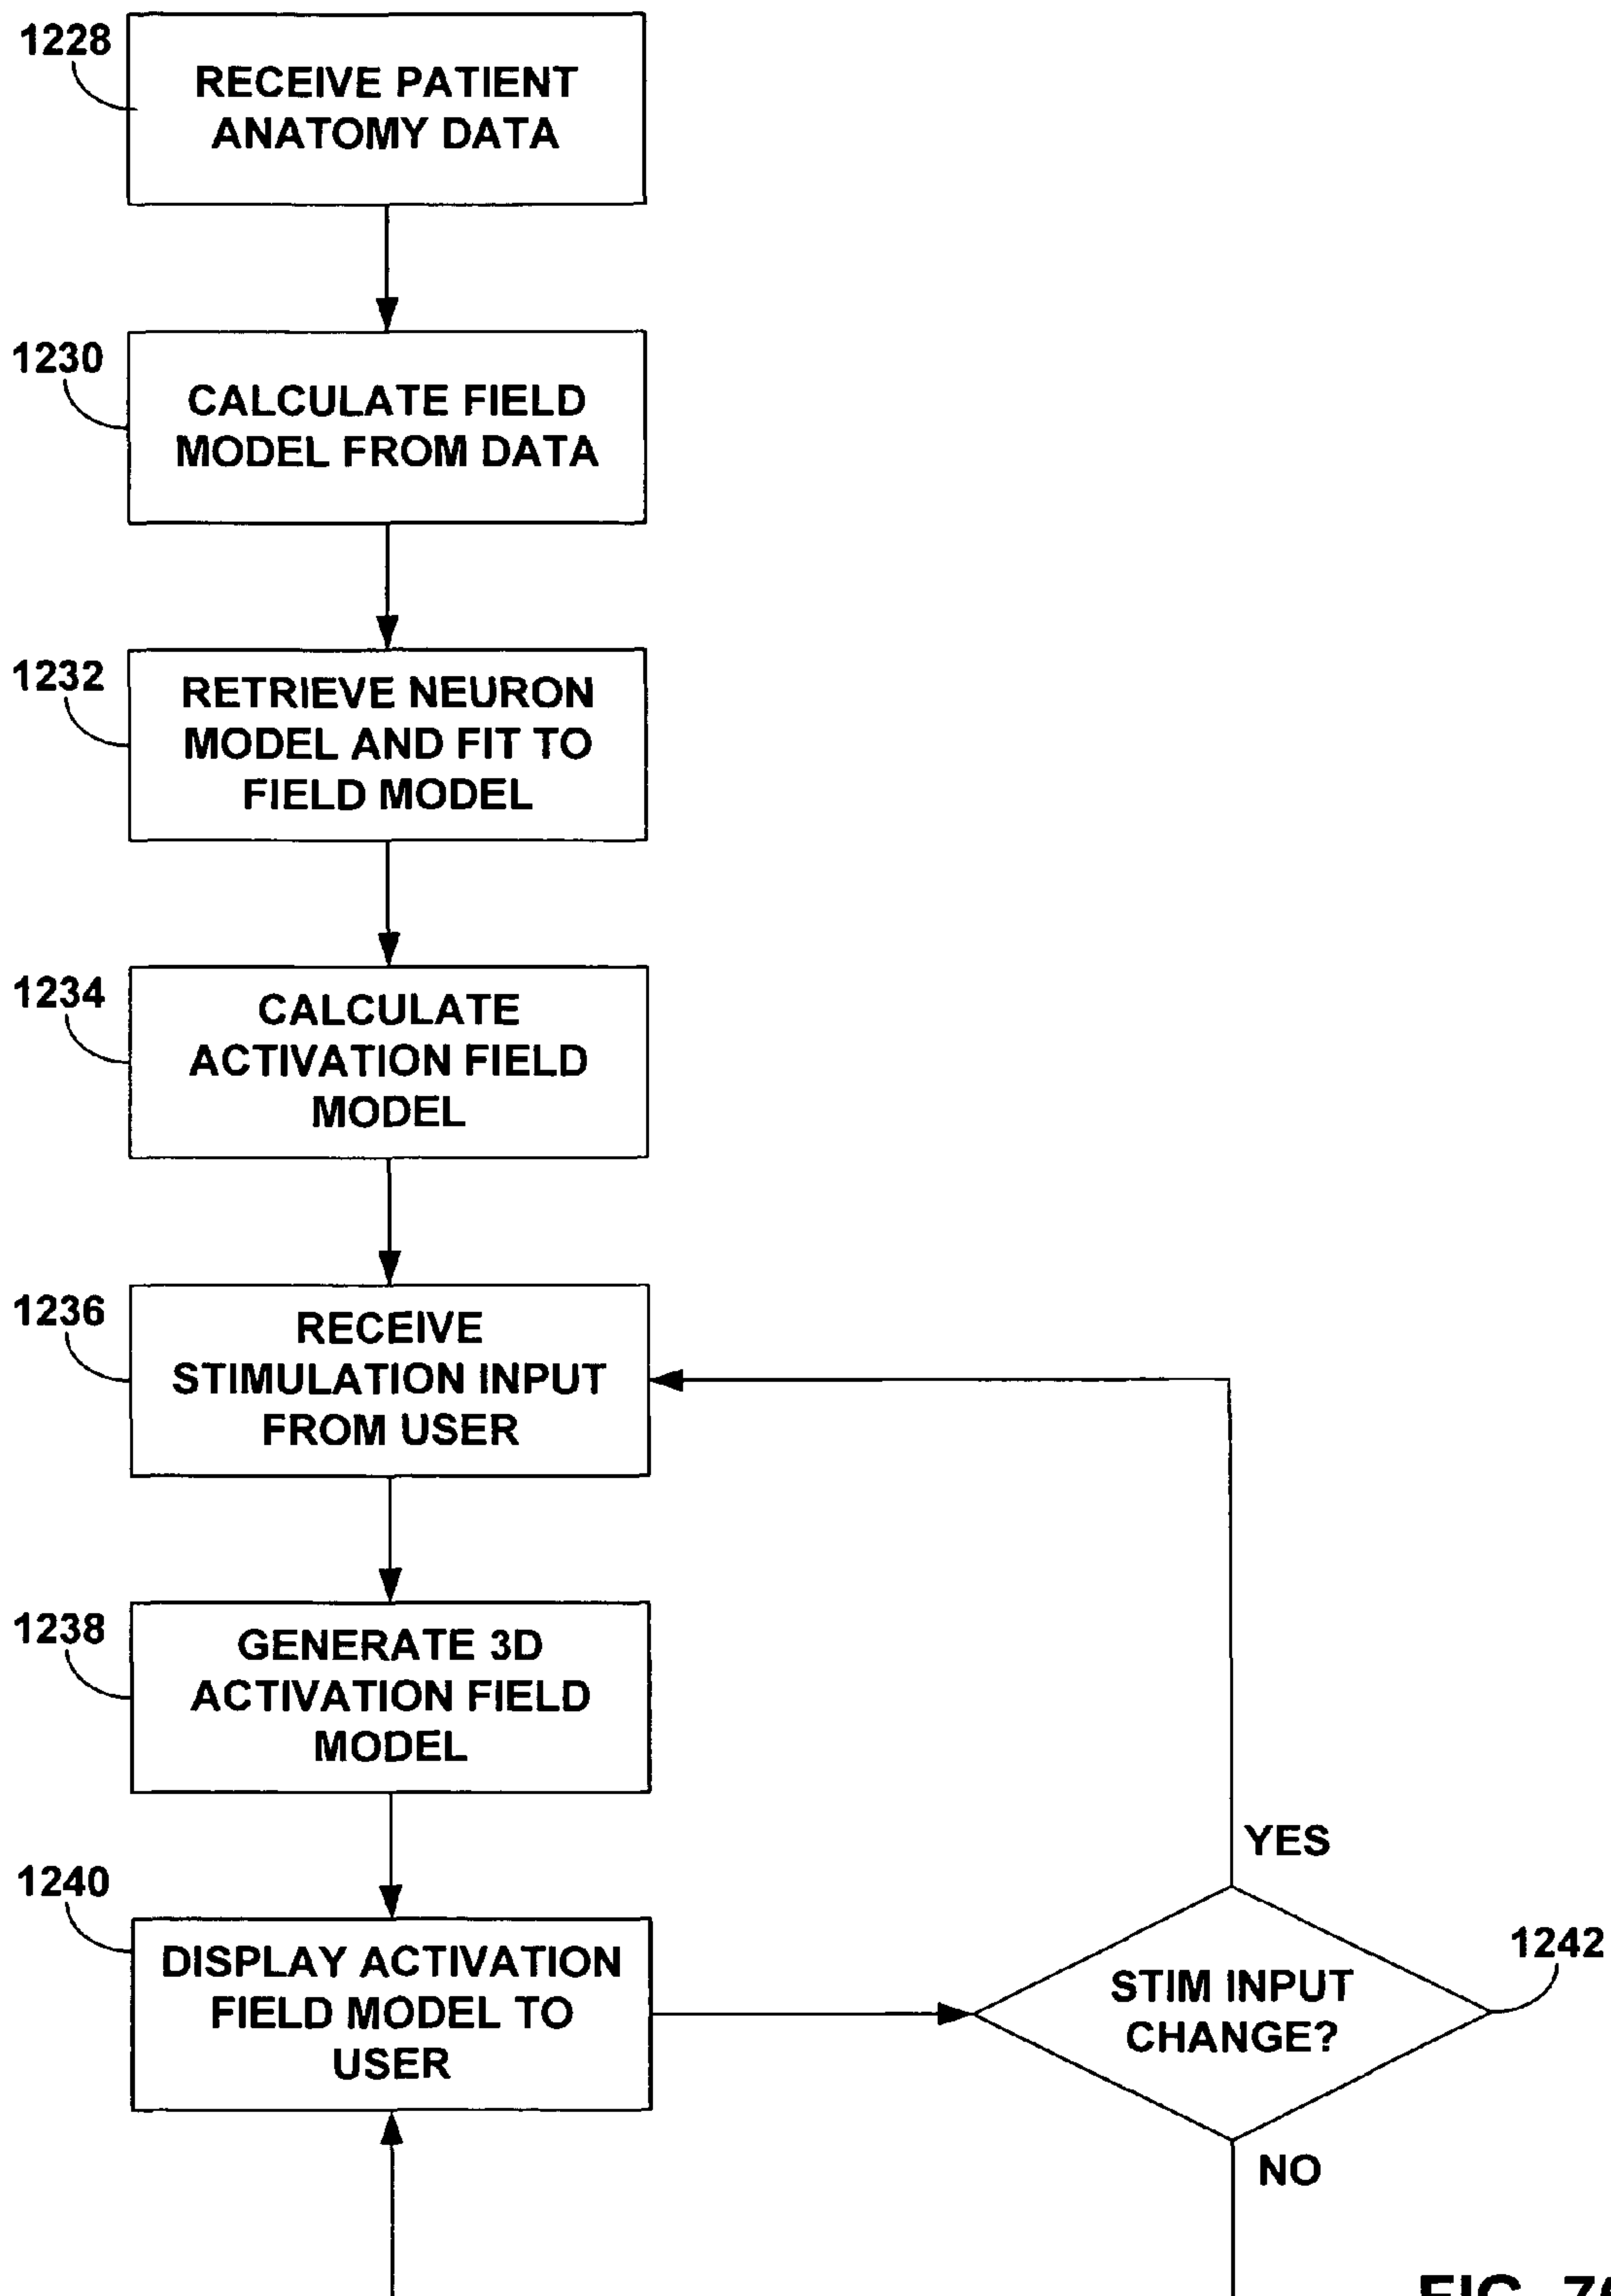 1228
RECEIVE PATIENT
ANATOMY DATA
1230
CALCULATE FIELD
MODEL FROM DATA
1232
RETRIEVE NEURON
MODEL AND FIT TO
FIELD MODEL
1234
CALCULATE
ACTIVATION FIELD
MODEL
1236
RECEIVE
STIMULATION INPUT
FROM USER
1238
GENERATE 3D
ACTIVATION FIELD
MODEL
YES
1240
DISPLAY ACTIVATION
FIELD MODEL TO
USER
1242
STIM INPUT
CHANGE?
NO
FIG.